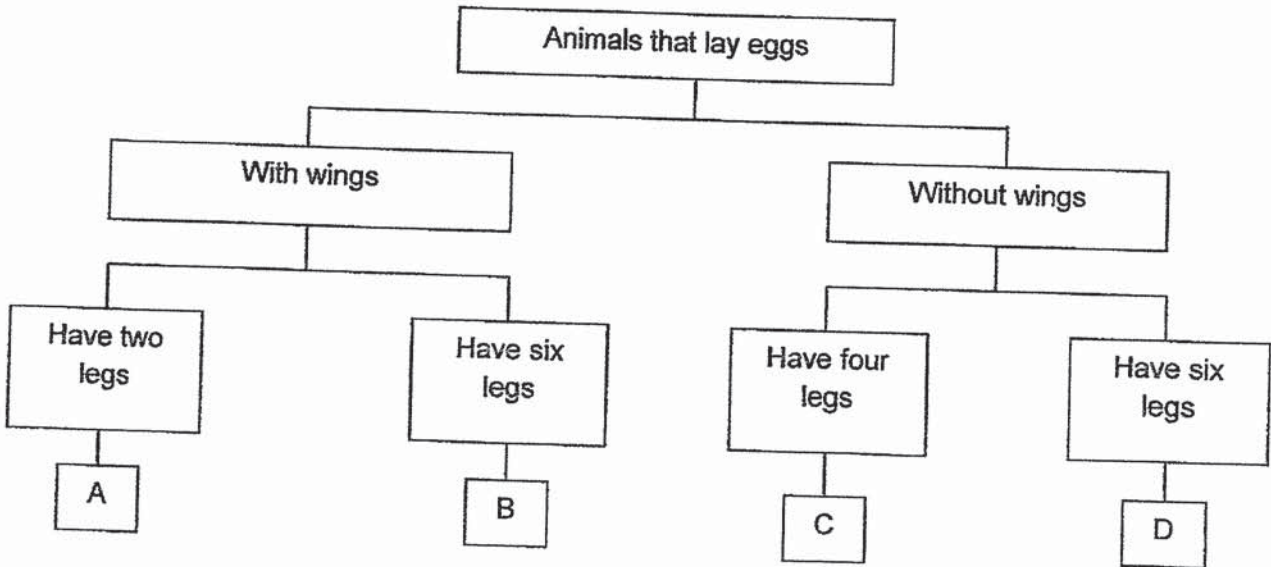 Animals that lay eggs
With wings
Without wings
Have two
legs
Have six
legs
Have four
legs
Have six
legs
A
B
C
D